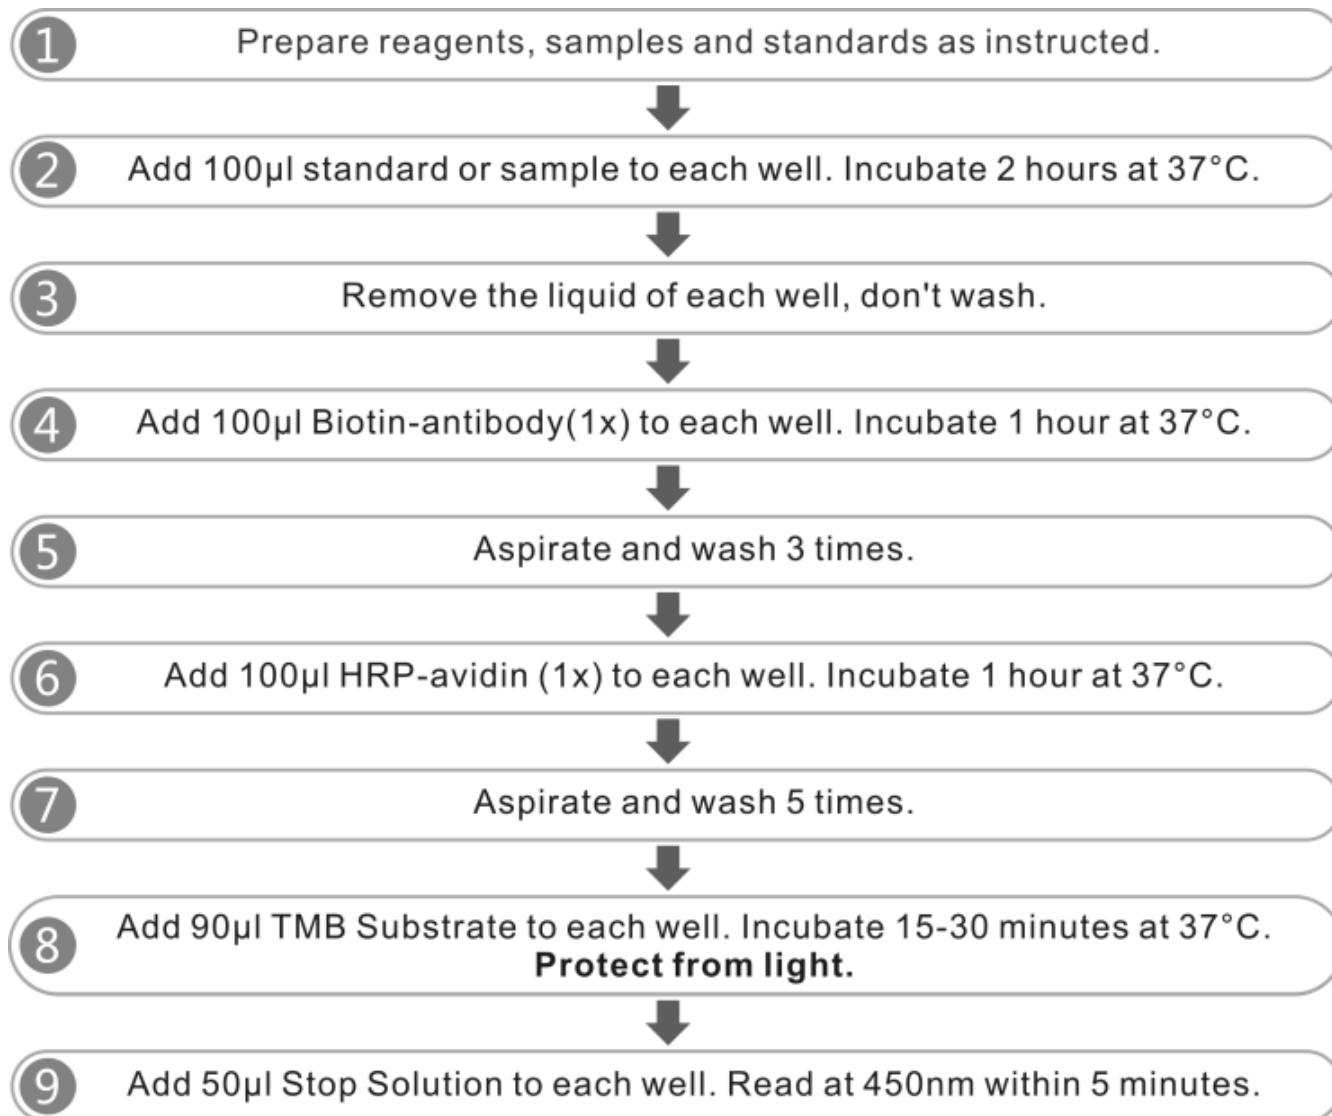 1 Prepare reagents, samples and standards as instructed.
2 Add 100µl standard or sample to each well. Incubate 2 hours at 37°C.
3 Remove the liquid of each well, don't wash.
4 Add 100µl Biotin-antibody(1x) to each well. Incubate 1 hour at 37°C.
5 Aspirate and wash 3 times.
6 Add 100µl HRP-avidin (1x) to each well. Incubate 1 hour at 37°C.
7 Aspirate and wash 5 times.
8 Add 90µl TMB Substrate to each well. Incubate 15-30 minutes at 37°C.
Protect from light.
9 Add 50µl Stop Solution to each well. Read at 450nm within 5 minutes.